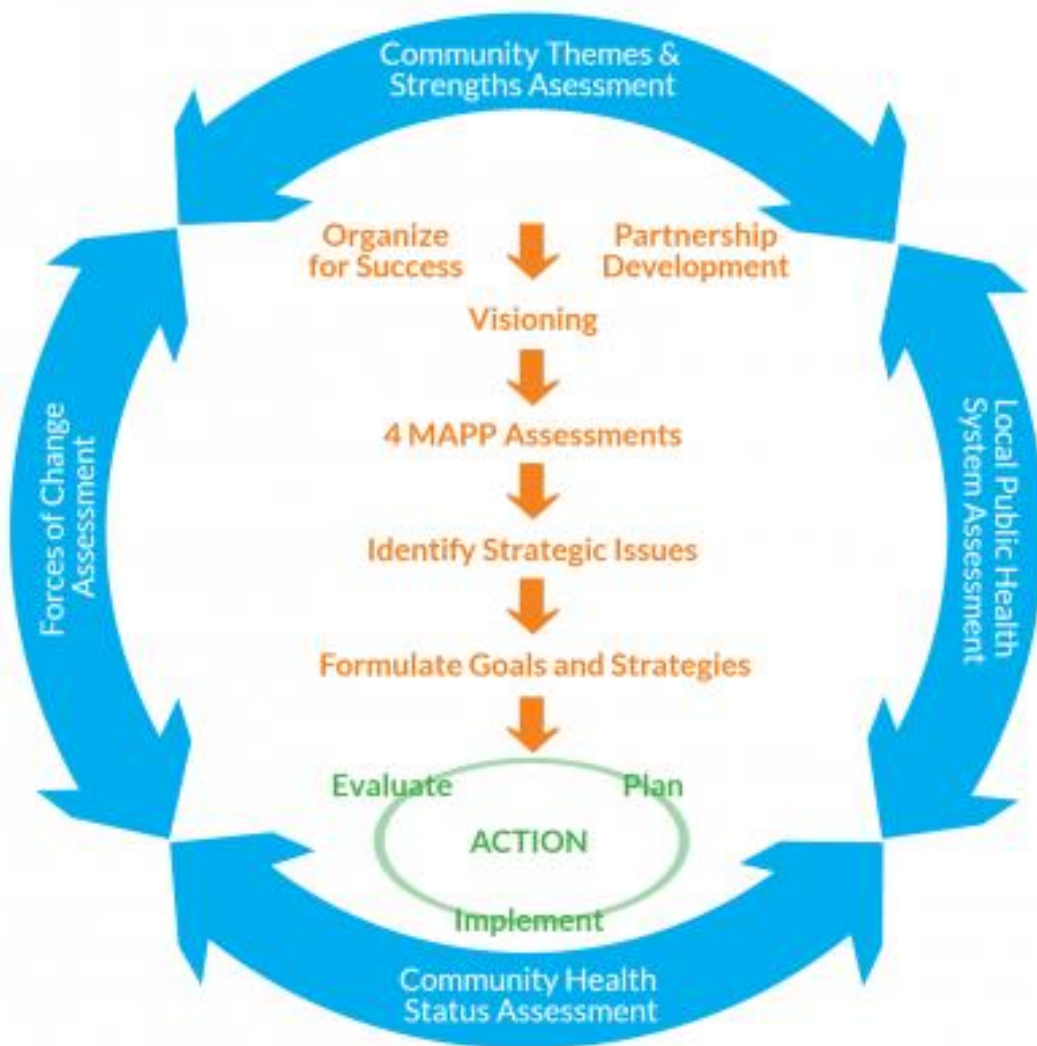 Community Themes &
Strengths Asessment
Organize
for Success
Partnership
Development
Visioning
4 MAPP Assessments
Identify Strategic Issues
Formulate Goals and Strategies
Evaluate
Plan
ACTION
Implement
Forces of Change
Assessment
Local Public Health
System Assessment
Community Health
Status Assessment